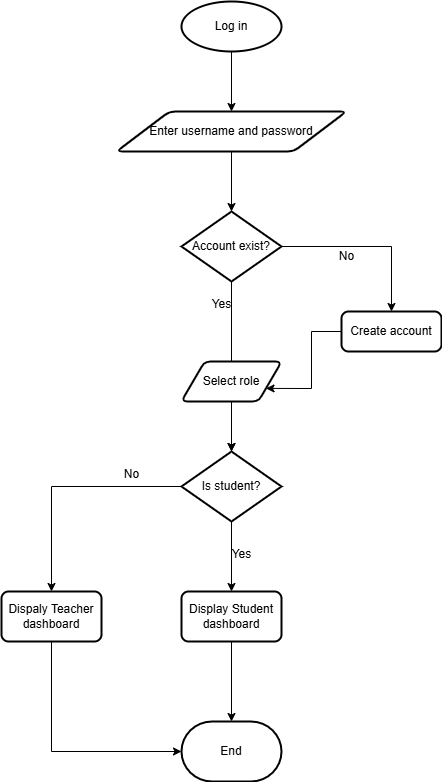 Log in
Enter username and password
Account exist?
No
Yes
Create account
Select role
Is student?
No
Yes
Dispaly Teacher
dashboard
Display Student
dashboard
End